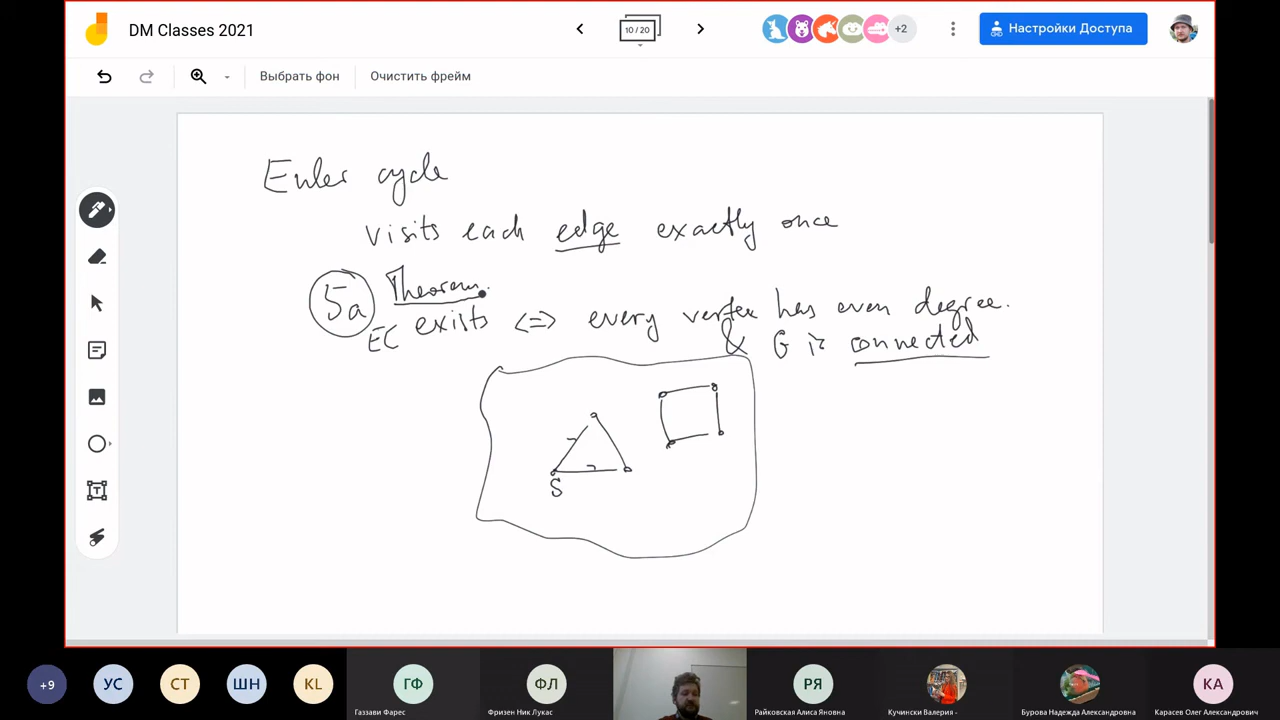 DM Classes 2021
10 / 20
+2
Настройки Доступа
Выбрать фон
Очистить фрейм
Euler cycle
visits each edge exactly once
5a Theorem.
EC exists <=> every vertex has even degree.
& G is connected
S
+9
УС
СТ
ШН
KL
ГФ
Газзави Фарес
ФЛ
Фризен Ник Лукас
РЯ
Райковская Алиса Яновна
Кучински Валерия -
Бурова Надежда Александровна
КА
Карасев Олег Александрович